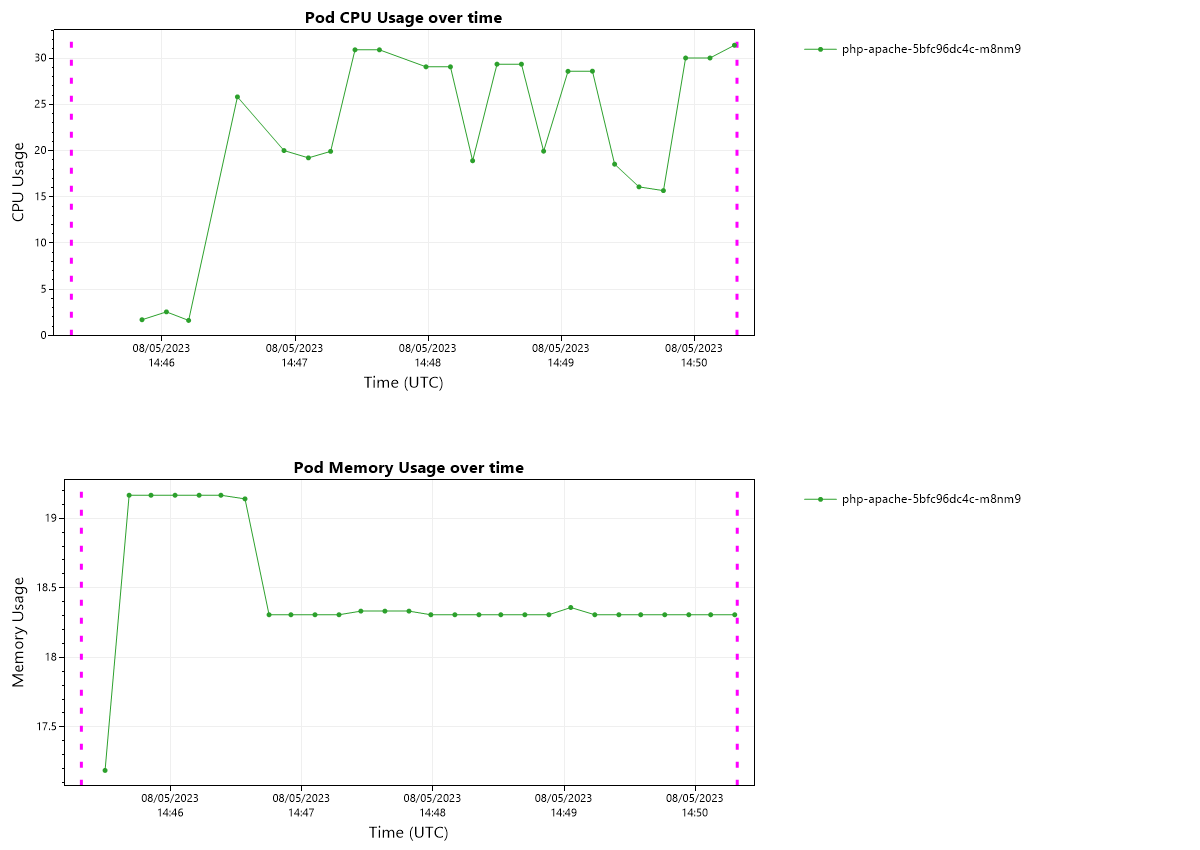 Pod CPU Usage over time
php-apache-5bfc96dc4c-m8nm9
CPU Usage
30
25
20
15
10
5
0
08/05/2023 08/05/2023 08/05/2023 08/05/2023 08/05/2023
14:46 14:47 14:48 14:49 14:50
Time (UTC)
Pod Memory Usage over time
php-apache-5bfc96dc4c-m8nm9
Memory Usage
19
18.5
18
17.5
08/05/2023 08/05/2023 08/05/2023 08/05/2023 08/05/2023
14:46 14:47 14:48 14:49 14:50
Time (UTC)